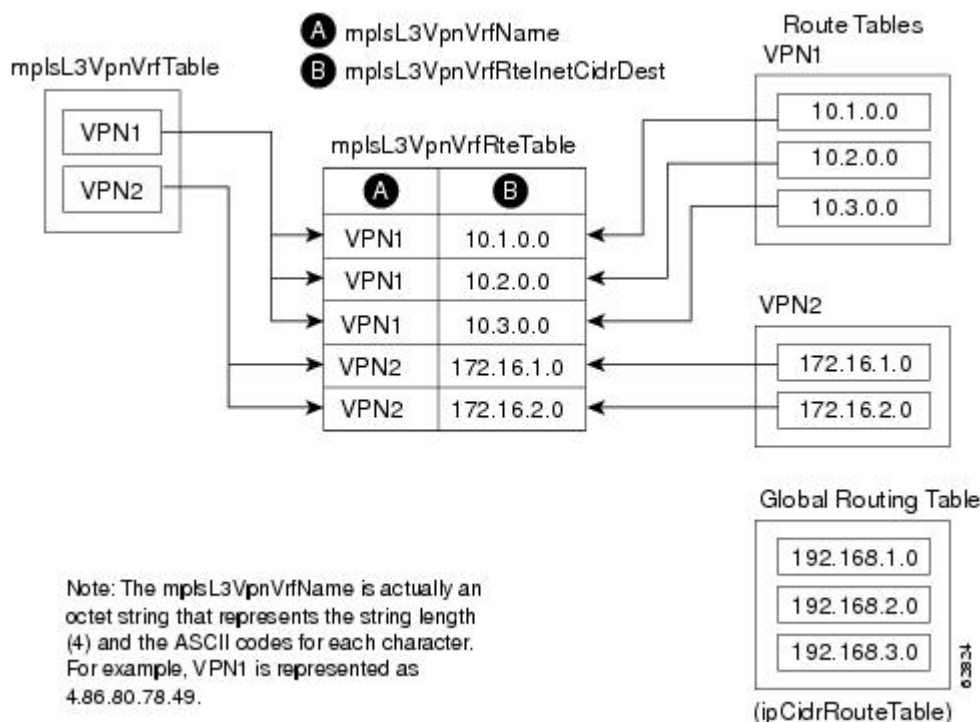 A mplsL3VpnVrfName
B mplsL3VpnVrfRteInetCidrDest
mplsL3VpnVrfTable
VPN1
VPN2
mplsL3VpnVrfRteTable
A B
VPN1 10.1.0.0
VPN1 10.2.0.0
VPN1 10.3.0.0
VPN2 172.16.1.0
VPN2 172.16.2.0
Route Tables
VPN1
10.1.0.0
10.2.0.0
10.3.0.0
VPN2
172.16.1.0
172.16.2.0
Global Routing Table
192.168.1.0
192.168.2.0
192.168.3.0
(ipCidrRouteTable)
Note: The mplsL3VpnVrfName is actually an
octet string that represents the string length
(4) and the ASCII codes for each character.
For example, VPN1 is represented as
4.86.80.78.49.